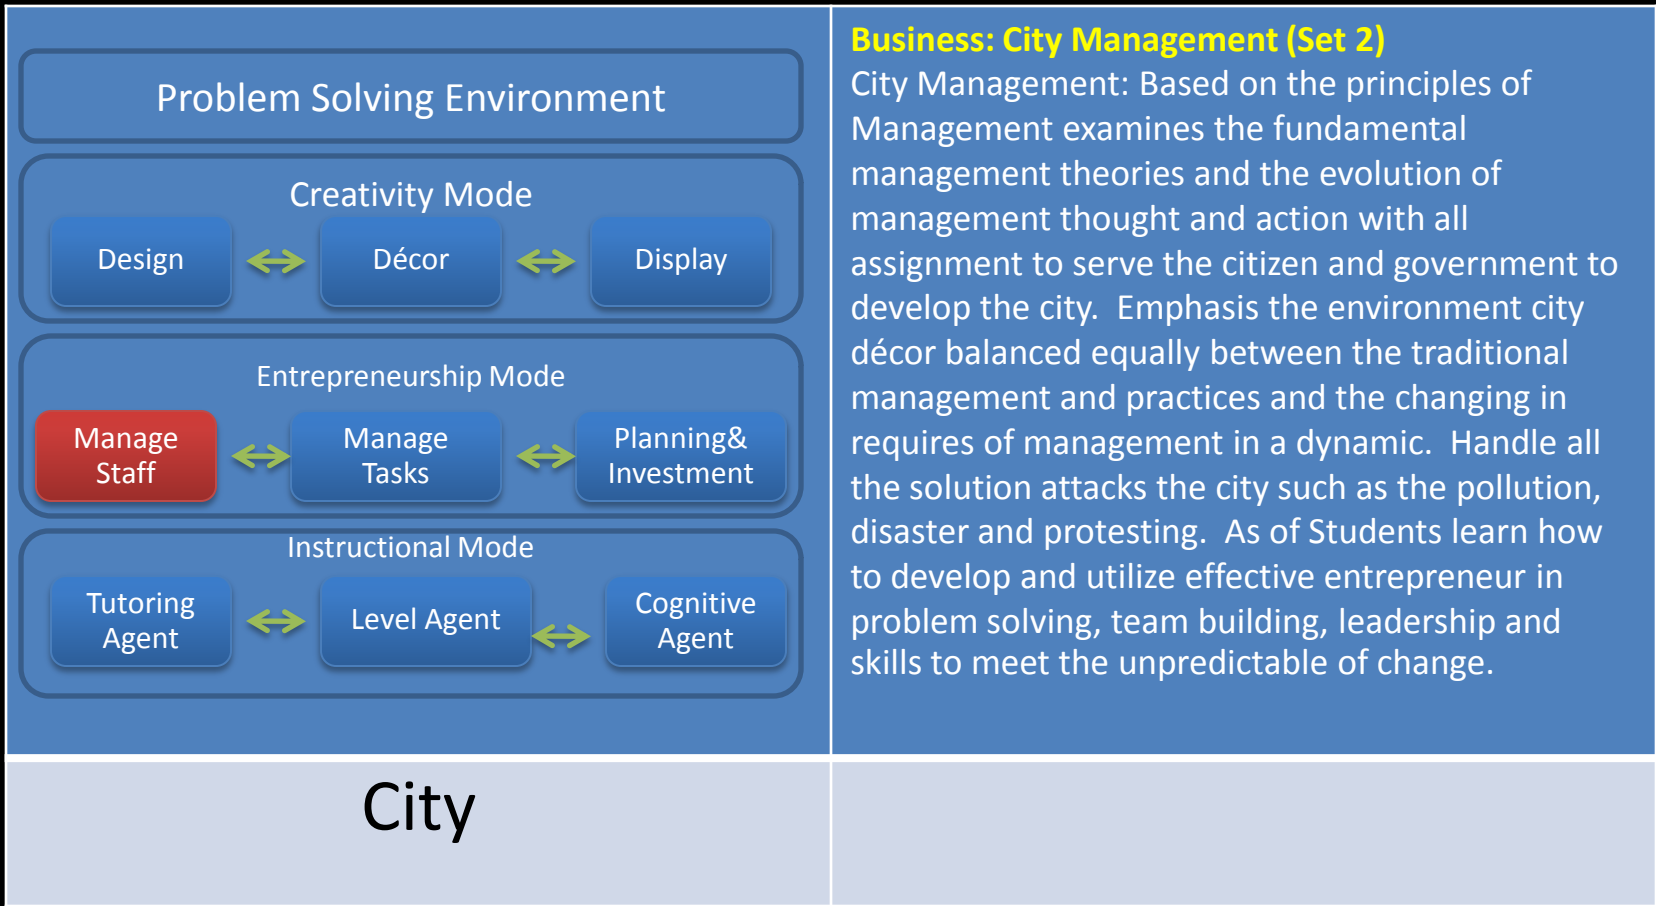 Problem Solving Environment
Creativity Mode
Design
Décor
Display
Entrepreneurship Mode
Manage
Staff
Manage
Tasks
Planning&
Investment
Instructional Mode
Tutoring
Agent
Level Agent
Cognitive
Agent
Business: City Management (Set 2)
City Management: Based on the principles of
Management examines the fundamental
management theories and the evolution of
management thought and action with all
assignment to serve the citizen and government to
develop the city.  Emphasis the environment city
décor balanced equally between the traditional
management and practices and the changing in
requires of management in a dynamic.  Handle all
the solution attacks the city such as the pollution,
disaster and protesting.  As of Students learn how
to develop and utilize effective entrepreneur in
problem solving, team building, leadership and
skills to meet the unpredictable of change.
City